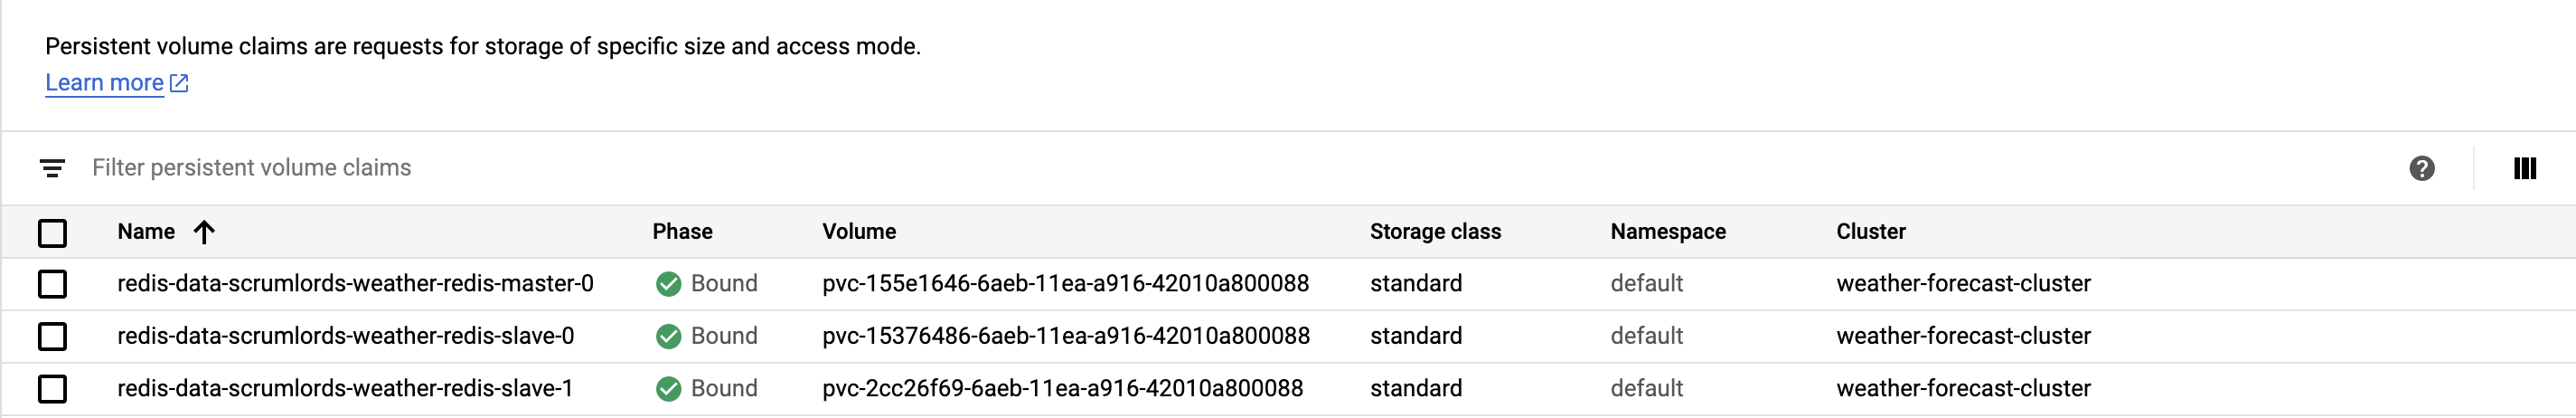 Persistent volume claims are requests for storage of specific size and access mode.
Learn more
Filter persistent volume claims
Name Phase Volume Storage class Namespace Cluster
redis-data-scrumlords-weather-redis-master-0 Bound pvc-155e1646-6aeb-11ea-a916-42010a800088 standard default weather-forecast-cluster
redis-data-scrumlords-weather-redis-slave-0 Bound pvc-15376486-6aeb-11ea-a916-42010a800088 standard default weather-forecast-cluster
redis-data-scrumlords-weather-redis-slave-1 Bound pvc-2cc26f69-6aeb-11ea-a916-42010a800088 standard default weather-forecast-cluster